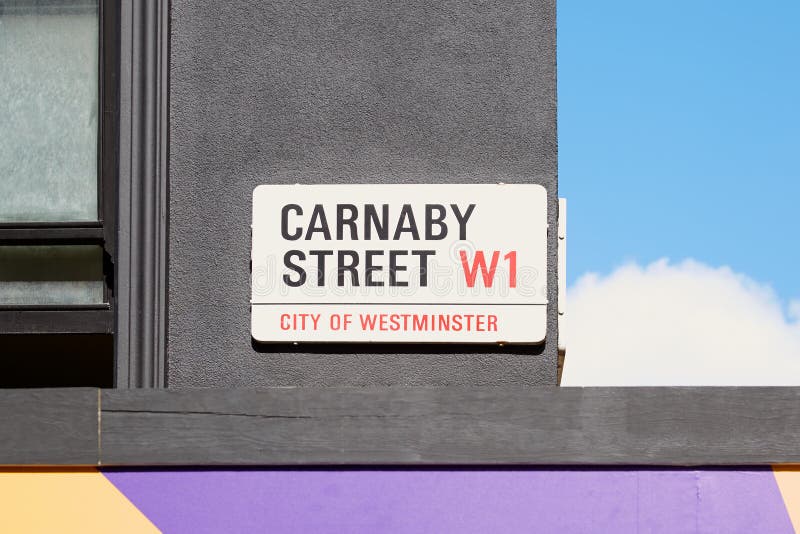 CARNABY
STREET W1
CITY OF WESTMINSTER